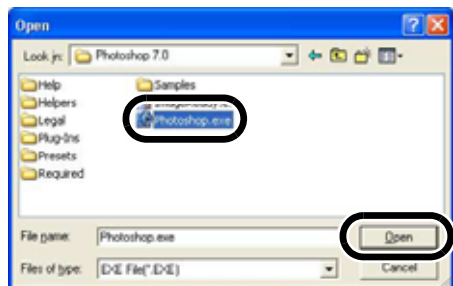 Open
Look in: Photoshop 7.0
Help
Helpers
Legal
Plug-Ins
Presets
Required
Samples
Photoshop.exe
File name: Photoshop.exe Open
Files of type: EXE File(*.EXE) Cancel